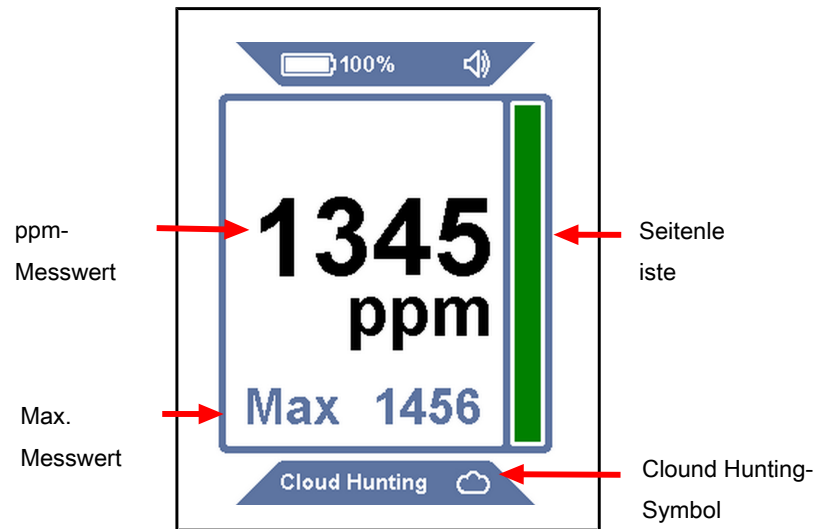 100%
ppm-
Messwert
1345
ppm
Seitenle
iste
Max.
Messwert
Max 1456
Cloud Hunting
Clound Hunting-
Symbol